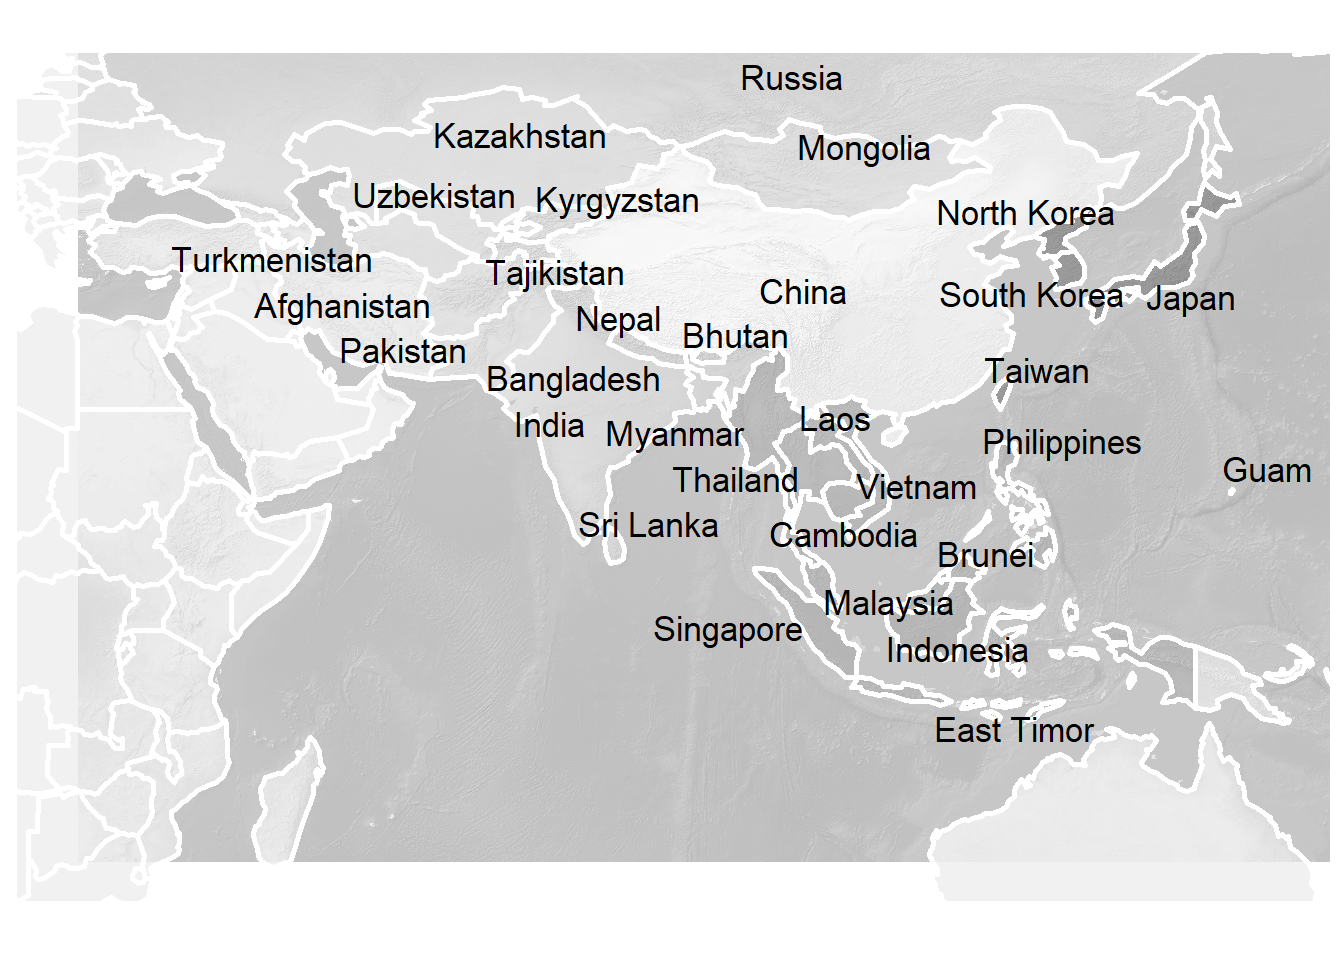 Russia
Kazakhstan
Mongolia
Uzbekistan
Kyrgyzstan
North Korea
Turkmenistan
Tajikistan
China
South Korea
Japan
Afghanistan
Nepal
Bhutan
Pakistan
Bangladesh
Taiwan
India
Myanmar
Laos
Philippines
Guam
Thailand
Vietnam
Sri Lanka
Cambodia
Brunei
Malaysia
Singapore
Indonesia
East Timor